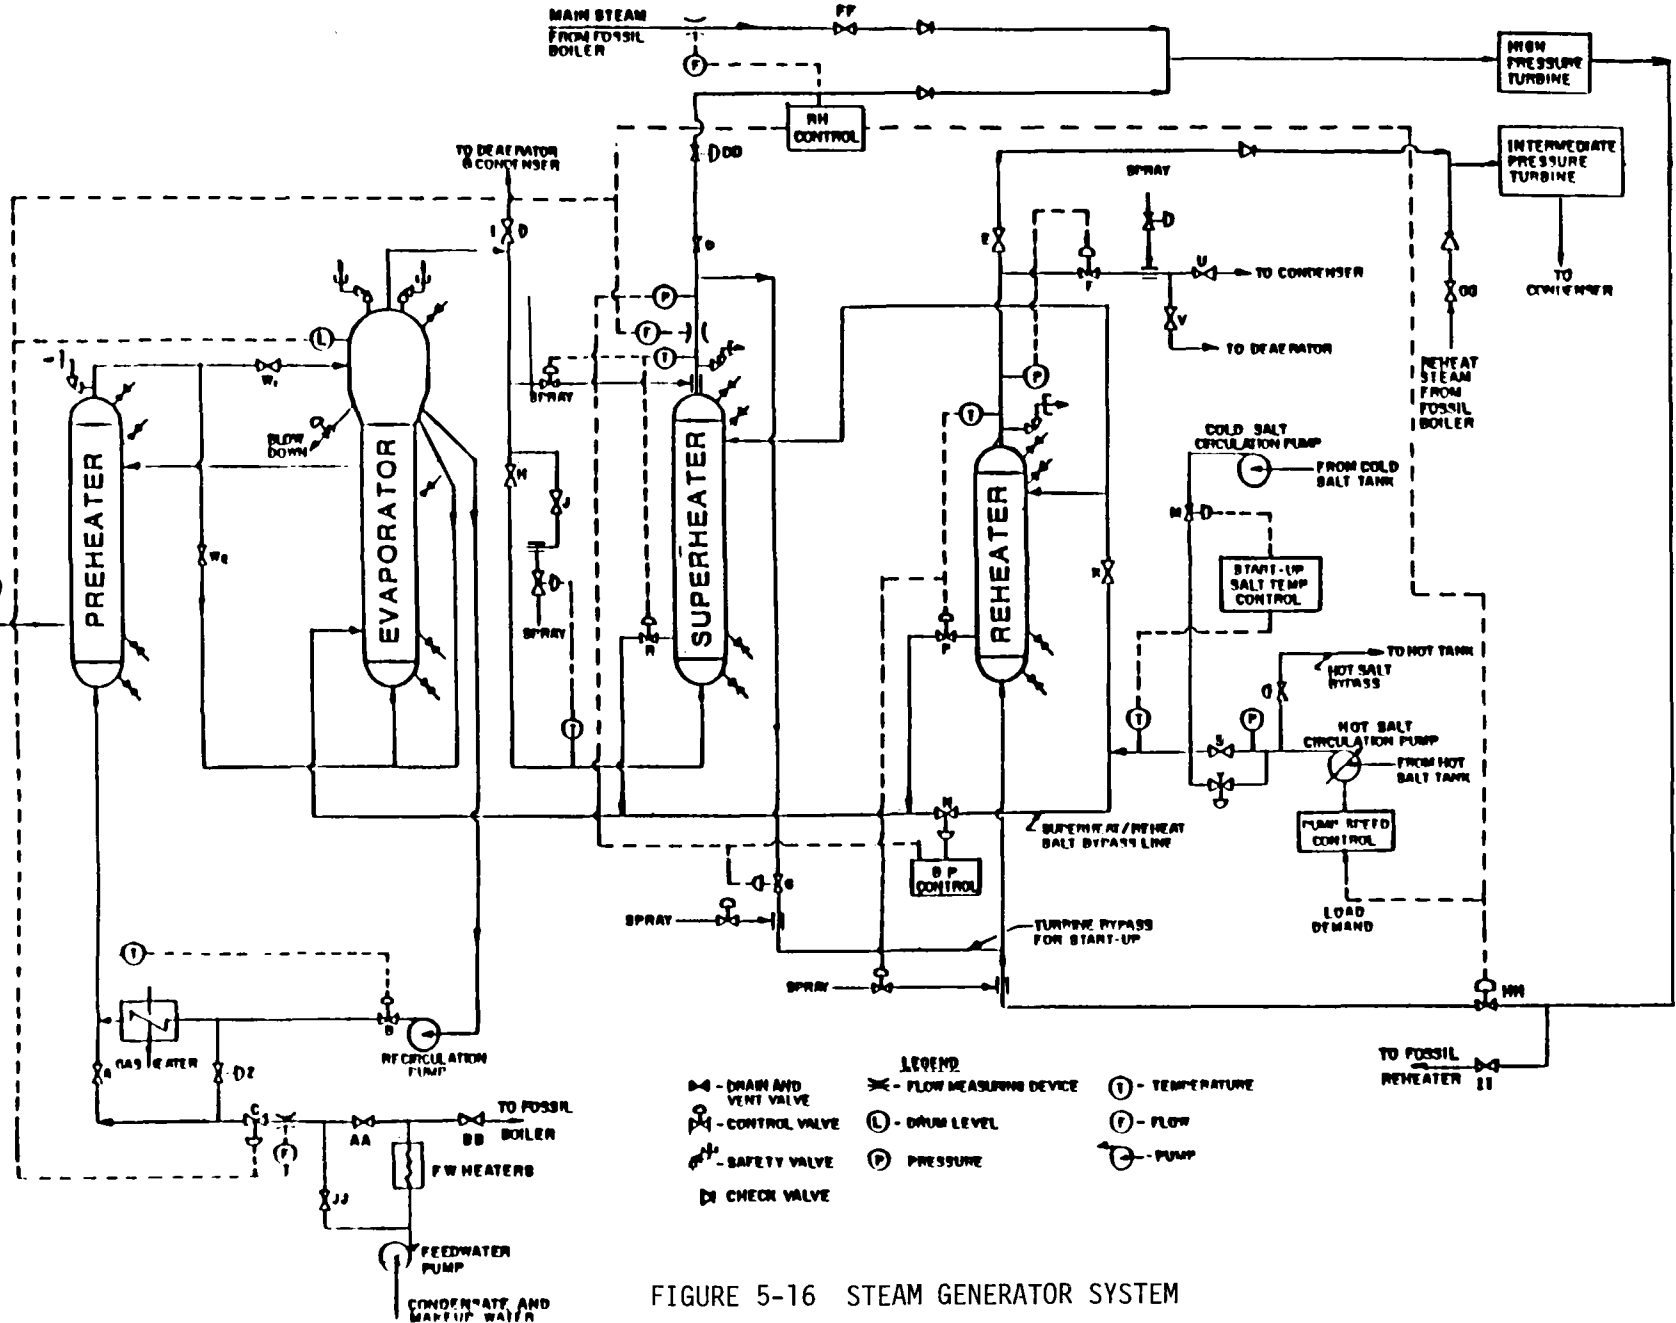 MAIN STEAM
FROM FOSSIL
BOILER
FF
F
HIGH
PRESSURE
TURBINE
RH
CONTROL
INTERMEDIATE
PRESSURE
TURBINE
TO DEAERATOR
& CONDENSER
DD
SPRAY
I
D
E
U
TO CONDENSER
TO
CONDENSER
GG
P
F
V
L
F
T
TO DEAERATOR
REHEAT
STEAM
FROM
FOSSIL
BOILER
W1
P
SPRAY
T
BLOW
DOWN
COLD SALT
CIRCULATION PUMP
FROM COLD
SALT TANK
PREHEATER
EVAPORATOR
SUPERHEATER
REHEATER
H
J
M
W2
K
START-UP
SALT TEMP
CONTROL
SPRAY
R
P
TO HOT TANK
HOT SALT
BYPASS
T
T
S
P
HOT SALT
CIRCULATION PUMP
FROM HOT
SALT TANK
N
SUPERHEAT/REHEAT
SALT BYPASS LINE
PUMP SPEED
CONTROL
BP
CONTROL
G
SPRAY
TURBINE BYPASS
FOR START-UP
LOAD
DEMAND
T
SPRAY
HH
B
GAS HEATER
RECIRCULATION
PUMP
A
DZ
TO FOSSIL
REHEATER
II
LEGEND
- DRAIN AND
VENT VALVE
- FLOW MEASURING DEVICE
T - TEMPERATURE
- CONTROL VALVE
L - DRUM LEVEL
F - FLOW
- SAFETY VALVE
P PRESSURE
- PUMP
CHECK VALVE
C
AA
BB
TO FOSSIL
BOILER
F
T
FW HEATERS
JJ
FEEDWATER
PUMP
CONDENSATE AND
MAKEUP WATER
FIGURE 5-16 STEAM GENERATOR SYSTEM